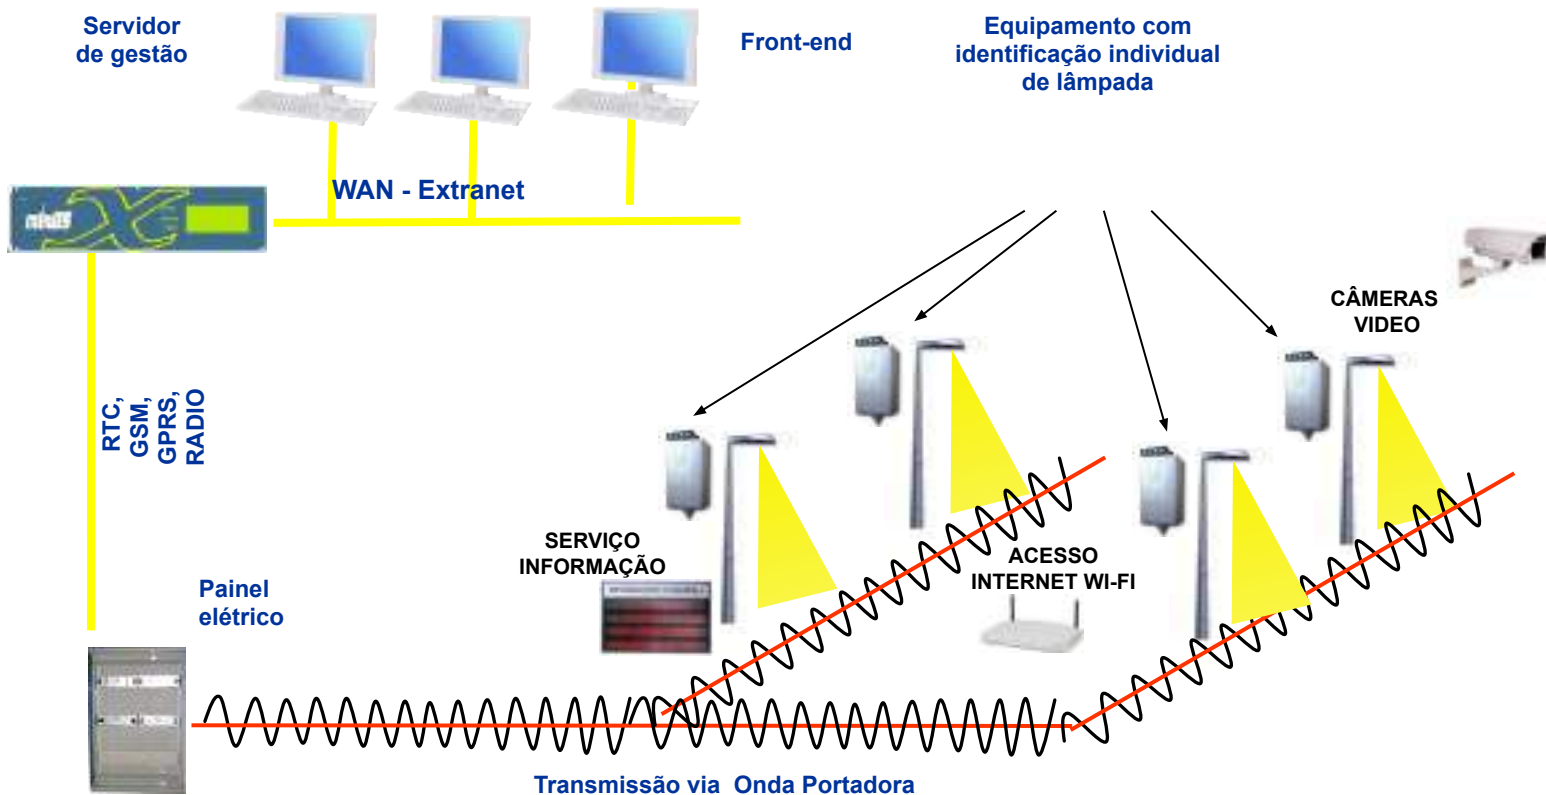 Servidor
de gestão
Front-end
Equipamento com
identificação individual
de lâmpada
WAN - Extranet
CÂMERAS
VIDEO
RTC,
GSM,
GPRS,
RADIO
SERVIÇO
INFORMAÇÃO
ACESSO
INTERNET WI-FI
Painel
elétrico
Transmissão via  Onda Portadora